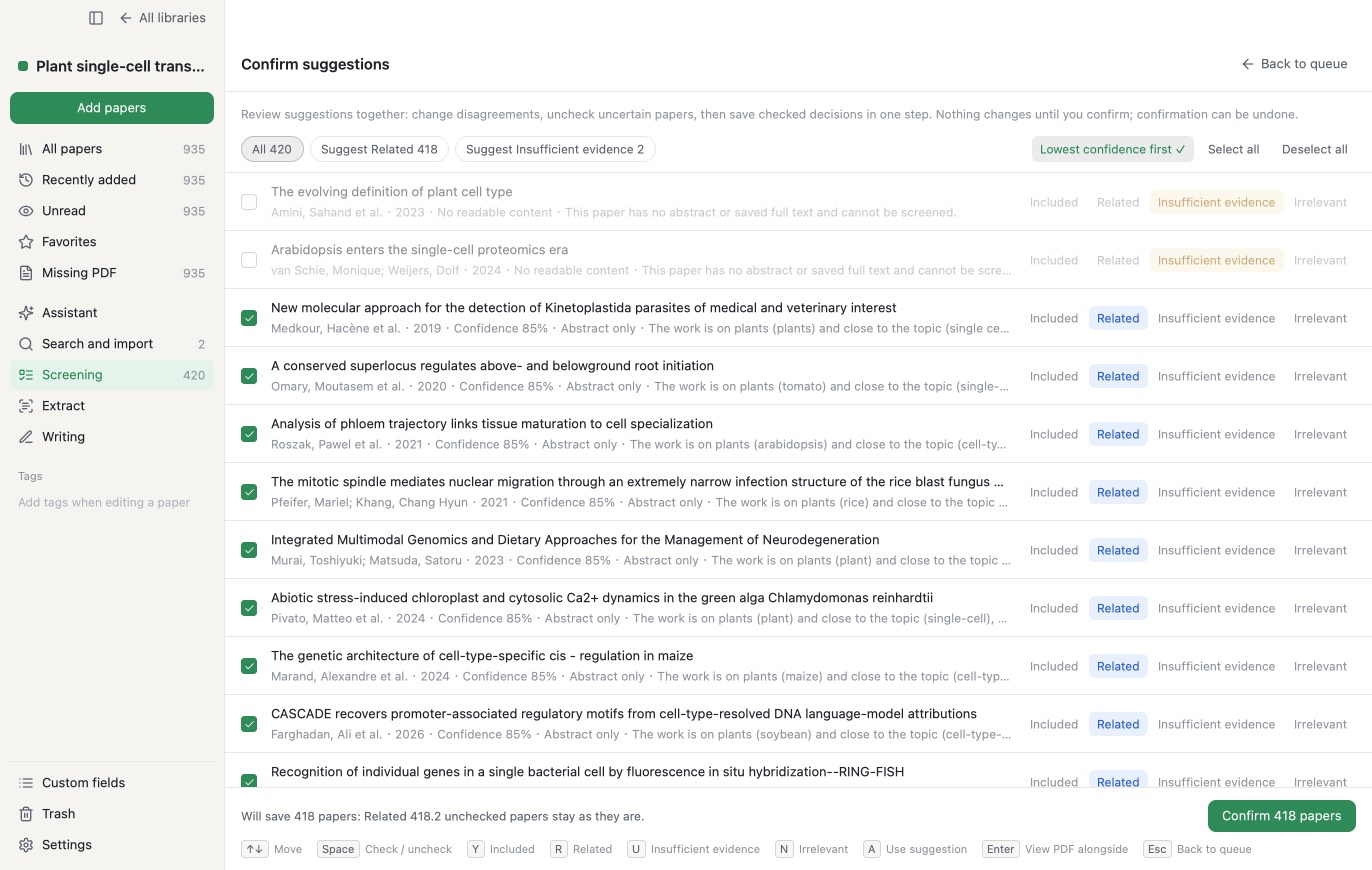 All libraries
Plant single-cell trans...
Add papers
All papers 935
Recently added 935
Unread 935
Favorites
Missing PDF 935
Assistant
Search and import 2
Screening 420
Extract
Writing
Tags
Add tags when editing a paper
Custom fields
Trash
Settings
Confirm suggestions
Back to queue
Review suggestions together: change disagreements, uncheck uncertain papers, then save checked decisions in one step. Nothing changes until you confirm; confirmation can be undone.
All 420 Suggest Related 418 Suggest Insufficient evidence 2 Lowest confidence first ✓ Select all Deselect all
The evolving definition of plant cell type
Amini, Sahand et al. · 2023 · No readable content · This paper has no abstract or saved full text and cannot be screened.
Included Related Insufficient evidence Irrelevant
Arabidopsis enters the single-cell proteomics era
van Schie, Monique; Weijers, Dolf · 2024 · No readable content · This paper has no abstract or saved full text and cannot be scre...
Included Related Insufficient evidence Irrelevant
New molecular approach for the detection of Kinetoplastida parasites of medical and veterinary interest
Medkour, Hacène et al. · 2019 · Confidence 85% · Abstract only · The work is on plants (plants) and close to the topic (single ce...
Included Related Insufficient evidence Irrelevant
A conserved superlocus regulates above- and belowground root initiation
Omary, Moutasem et al. · 2020 · Confidence 85% · Abstract only · The work is on plants (tomato) and close to the topic (single-...
Included Related Insufficient evidence Irrelevant
Analysis of phloem trajectory links tissue maturation to cell specialization
Roszak, Pawel et al. · 2021 · Confidence 85% · Abstract only · The work is on plants (arabidopsis) and close to the topic (cell-ty...
Included Related Insufficient evidence Irrelevant
The mitotic spindle mediates nuclear migration through an extremely narrow infection structure of the rice blast fungus ...
Pfeifer, Mariel; Khang, Chang Hyun · 2021 · Confidence 85% · Abstract only · The work is on plants (rice) and close to the topic ...
Included Related Insufficient evidence Irrelevant
Integrated Multimodal Genomics and Dietary Approaches for the Management of Neurodegeneration
Murai, Toshiyuki; Matsuda, Satoru · 2023 · Confidence 85% · Abstract only · The work is on plants (plant) and close to the topic ...
Included Related Insufficient evidence Irrelevant
Abiotic stress-induced chloroplast and cytosolic Ca2+ dynamics in the green alga Chlamydomonas reinhardtii
Pivato, Matteo et al. · 2024 · Confidence 85% · Abstract only · The work is on plants (plant) and close to the topic (single-cell), ...
Included Related Insufficient evidence Irrelevant
The genetic architecture of cell-type-specific cis - regulation in maize
Marand, Alexandre et al. · 2024 · Confidence 85% · Abstract only · The work is on plants (maize) and close to the topic (cell-typ...
Included Related Insufficient evidence Irrelevant
CASCADE recovers promoter-associated regulatory motifs from cell-type-resolved DNA language-model attributions
Farghadan, Ali et al. · 2026 · Confidence 85% · Abstract only · The work is on plants (soybean) and close to the topic (cell-type-...
Included Related Insufficient evidence Irrelevant
Recognition of individual genes in a single bacterial cell by fluorescence in situ hybridization--RING-FISH
Included Related Insufficient evidence Irrelevant
Will save 418 papers: Related 418.2 unchecked papers stay as they are.
Confirm 418 papers
↑↓ Move Space Check / uncheck Y Included R Related U Insufficient evidence N Irrelevant A Use suggestion Enter View PDF alongside Esc Back to queue